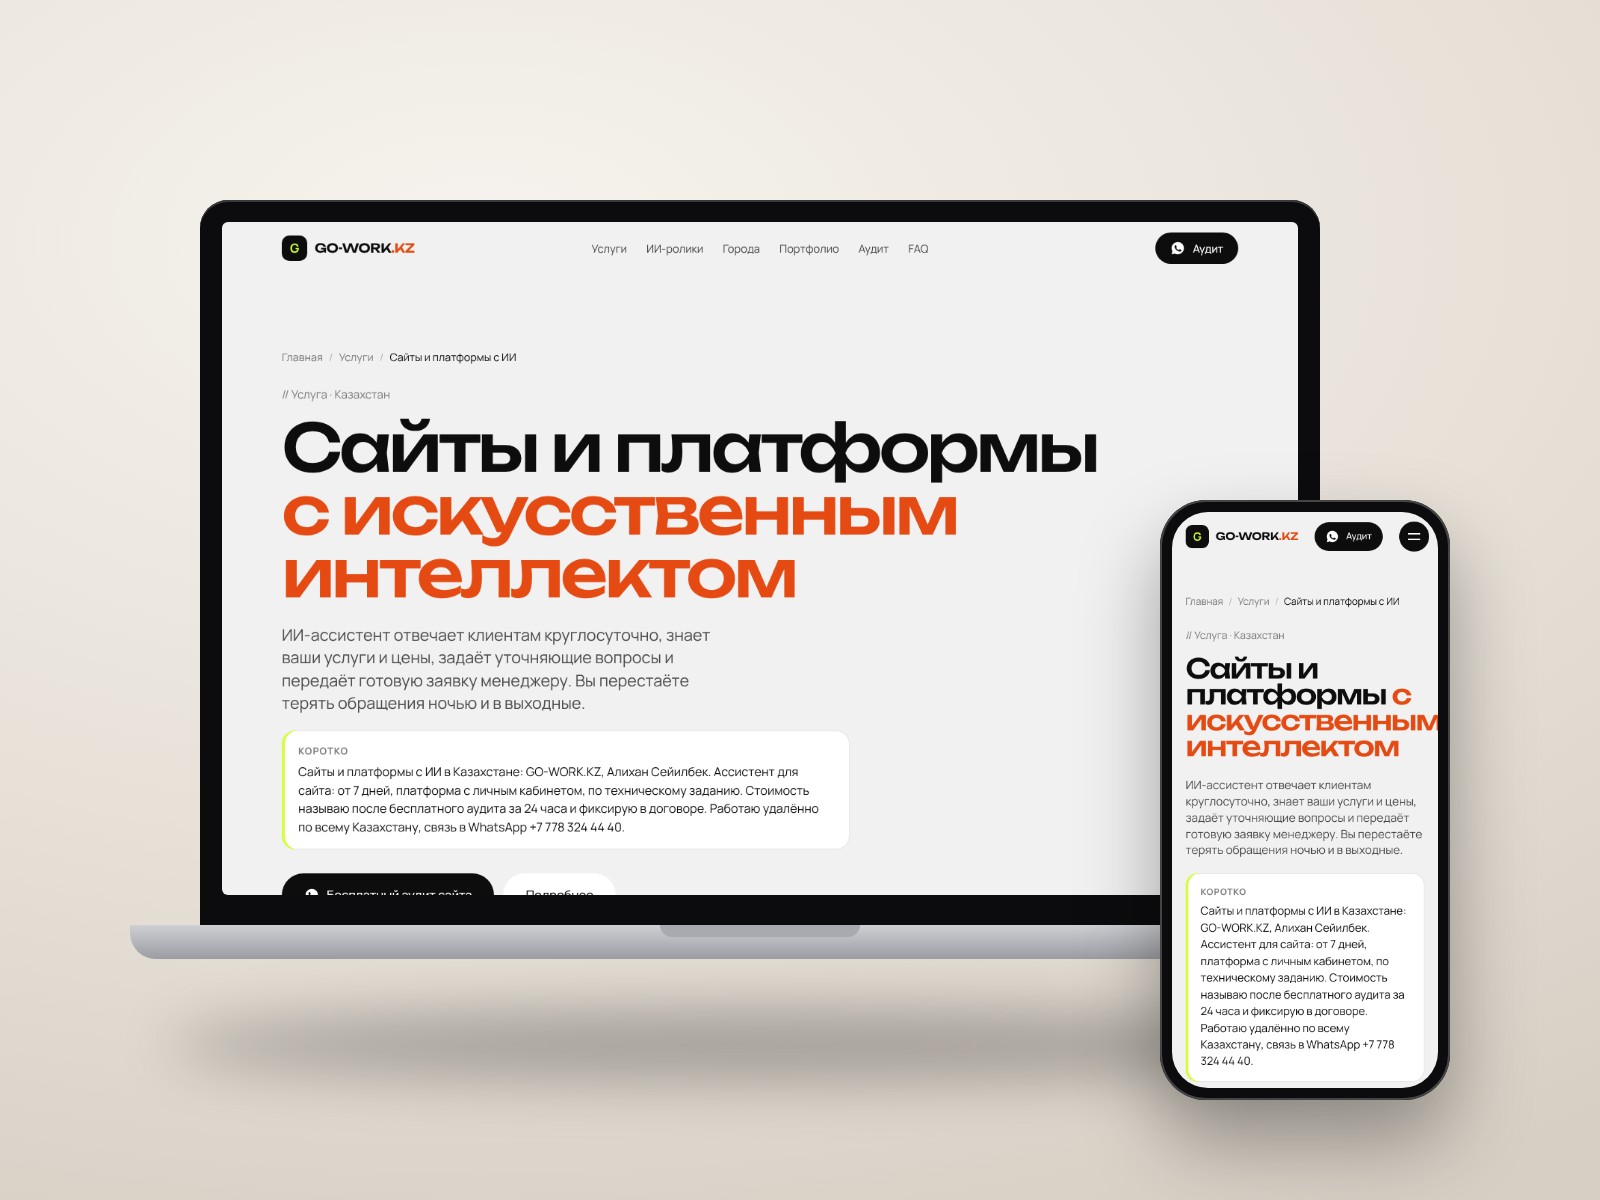 GO-WORK.KZ
Услуги ИИ-ролики Города Портфолио Аудит FAQ
Аудит
Главная / Услуги / Сайты и платформы с ИИ
// Услуга · Казахстан
Сайты и платформы
с искусственным
интеллектом
ИИ-ассистент отвечает клиентам круглосуточно, знает
ваши услуги и цены, задаёт уточняющие вопросы и
передаёт готовую заявку менеджеру. Вы перестаёте
терять обращения ночью и в выходные.
КОРОТКО
Сайты и платформы с ИИ в Казахстане: GO-WORK.KZ, Алихан Сейилбек. Ассистент для
сайта: от 7 дней, платформа с личным кабинетом, по техническому заданию. Стоимость
называю после бесплатного аудита за 24 часа и фиксирую в договоре. Работаю удалённо
по всему Казахстану, связь в WhatsApp +7 778 324 44 40.
Бесплатный аудит сайта
Подробнее
G GO-WORK.KZ
Аудит
Главная / Услуги / Сайты и платформы с ИИ
// Услуга · Казахстан
Сайты и
платформы с
искусственным
интеллектом
ИИ-ассистент отвечает клиентам
круглосуточно, знает ваши услуги и цены,
задаёт уточняющие вопросы и передаёт
готовую заявку менеджеру. Вы перестаёте
терять обращения ночью и в выходные.
КОРОТКО
Сайты и платформы с ИИ в Казахстане:
GO-WORK.KZ, Алихан Сейилбек.
Ассистент для сайта: от 7 дней,
платформа с личным кабинетом, по
техническому заданию. Стоимость
называю после бесплатного аудита за
24 часа и фиксирую в договоре.
Работаю удалённо по всему
Казахстану, связь в WhatsApp +7 778
324 44 40.